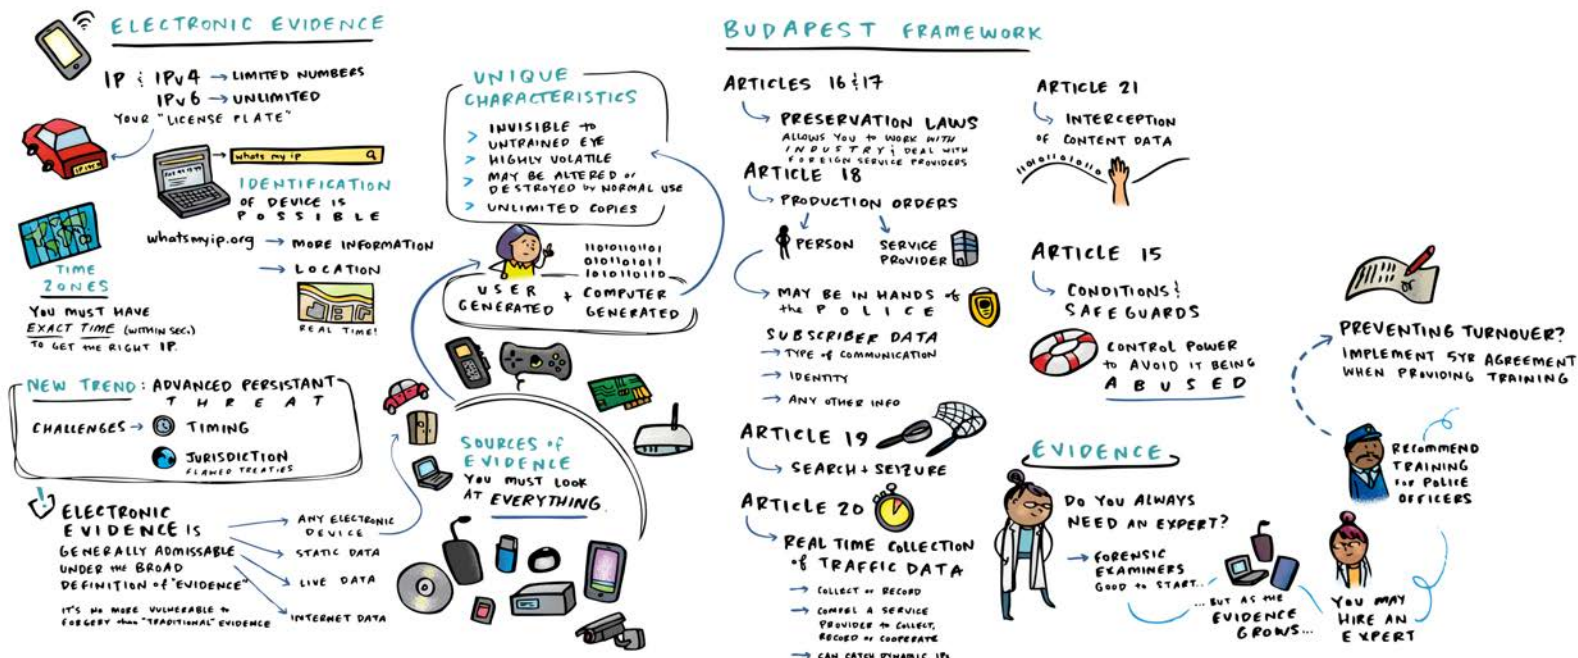 ELECTRONIC EVIDENCE
IP & IPv4 → LIMITED NUMBERS
IPv6 → UNLIMITED
YOUR "LICENSE PLATE"
whats my ip
IDENTIFICATION
OF DEVICE IS
POSSIBLE
whatsmyip.org → MORE INFORMATION
→ LOCATION
REAL TIME!
TIME
ZONES
YOU MUST HAVE
EXACT TIME (WITHIN SEC.)
TO GET the RIGHT IP.
NEW TREND: ADVANCED PERSISTANT
THREAT
CHALLENGES → TIMING
JURISDICTION
FLAWED TREATIES
ELECTRONIC
EVIDENCE IS
GENERALLY ADMISSABLE
UNDER the BROAD
DEFINITION of "EVIDENCE"
IT'S NO MORE VULNERABLE to
FORGERY than "TRADITIONAL" EVIDENCE
ANY ELECTRONIC
DEVICE
STATIC DATA
LIVE DATA
INTERNET DATA
UNIQUE
CHARACTERISTICS
> INVISIBLE to
UNTRAINED EYE
> HIGHLY VOLATILE
> MAY BE ALTERED or
DESTROYED by NORMAL USE
> UNLIMITED COPIES
11010110101
0101101011
1010110110
USER
GENERATED
+ COMPUTER
GENERATED
SOURCES of
EVIDENCE
YOU MUST LOOK
AT EVERYTHING.
BUDAPEST FRAMEWORK
ARTICLES 16 & 17
PRESERVATION LAWS
ALLOWS YOU to WORK WITH
INDUSTRY & DEAL WITH
FOREIGN SERVICE PROVIDERS
ARTICLE 18
PRODUCTION ORDERS
PERSON
SERVICE
PROVIDER
MAY BE IN HANDS of
the POLICE
SUBSCRIBER DATA
→ TYPE of COMMUNICATION
→ IDENTITY
→ ANY OTHER INFO
ARTICLE 19
SEARCH + SEIZURE
ARTICLE 20
REAL TIME COLLECTION
of TRAFFIC DATA
→ COLLECT or RECORD
→ COMPEL A SERVICE
PROVIDER to COLLECT,
RECORD or COOPERATE
→ CAN CATCH DYNAMIC IPs
ARTICLE 21
INTERCEPTION
of CONTENT DATA
ARTICLE 15
CONDITIONS &
SAFEGUARDS
CONTROL POWER
to AVOID IT BEING
ABUSED
EVIDENCE
DO YOU ALWAYS
NEED AN EXPERT?
→ FORENSIC
EXAMINERS
GOOD to START...
...BUT AS the
EVIDENCE
GROWS...
YOU MAY
HIRE AN
EXPERT
RECOMMEND
TRAINING
for POLICE
OFFICERS
PREVENTING TURNOVER?
IMPLEMENT 5YR AGREEMENT
WHEN PROVIDING TRAINING